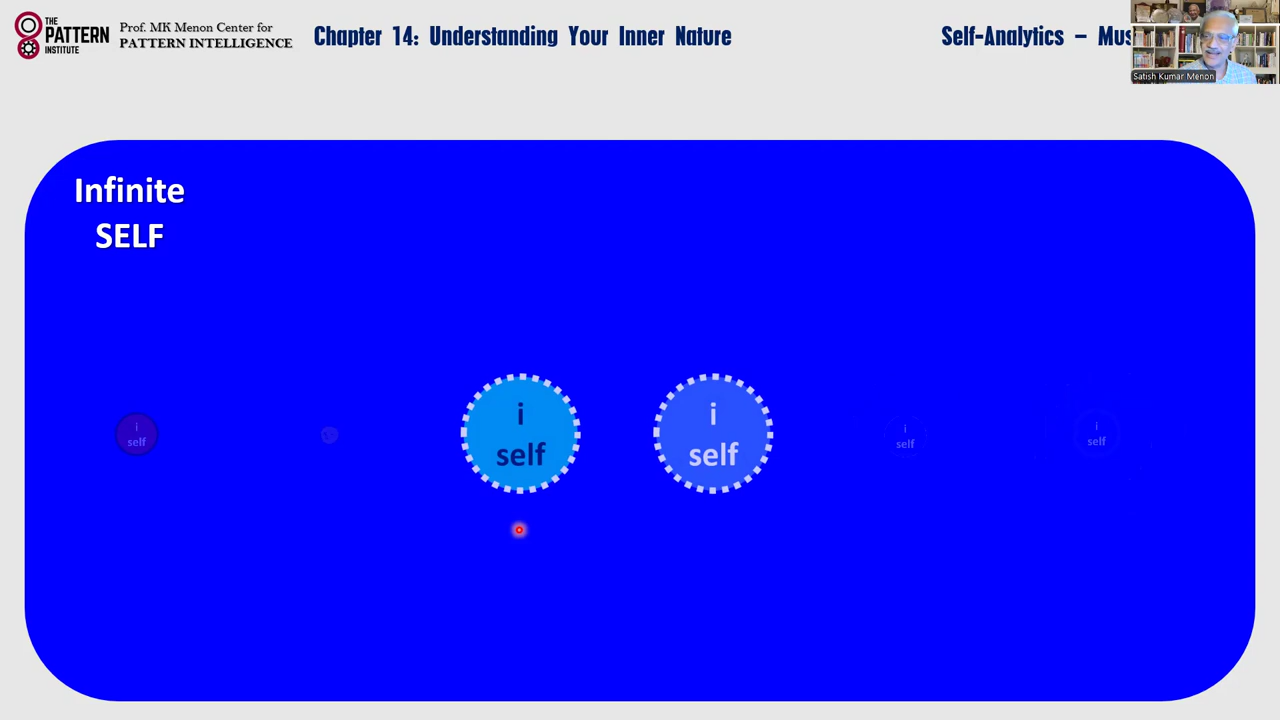 THE
PATTERN
INSTITUTE
Prof. MK Menon Center for
PATTERN INTELLIGENCE
Chapter 14: Understanding Your Inner Nature
Self-Analytics – Mus
Satish Kumar Menon
Infinite
SELF
i
self
i
self
i
self
i
self
i
self